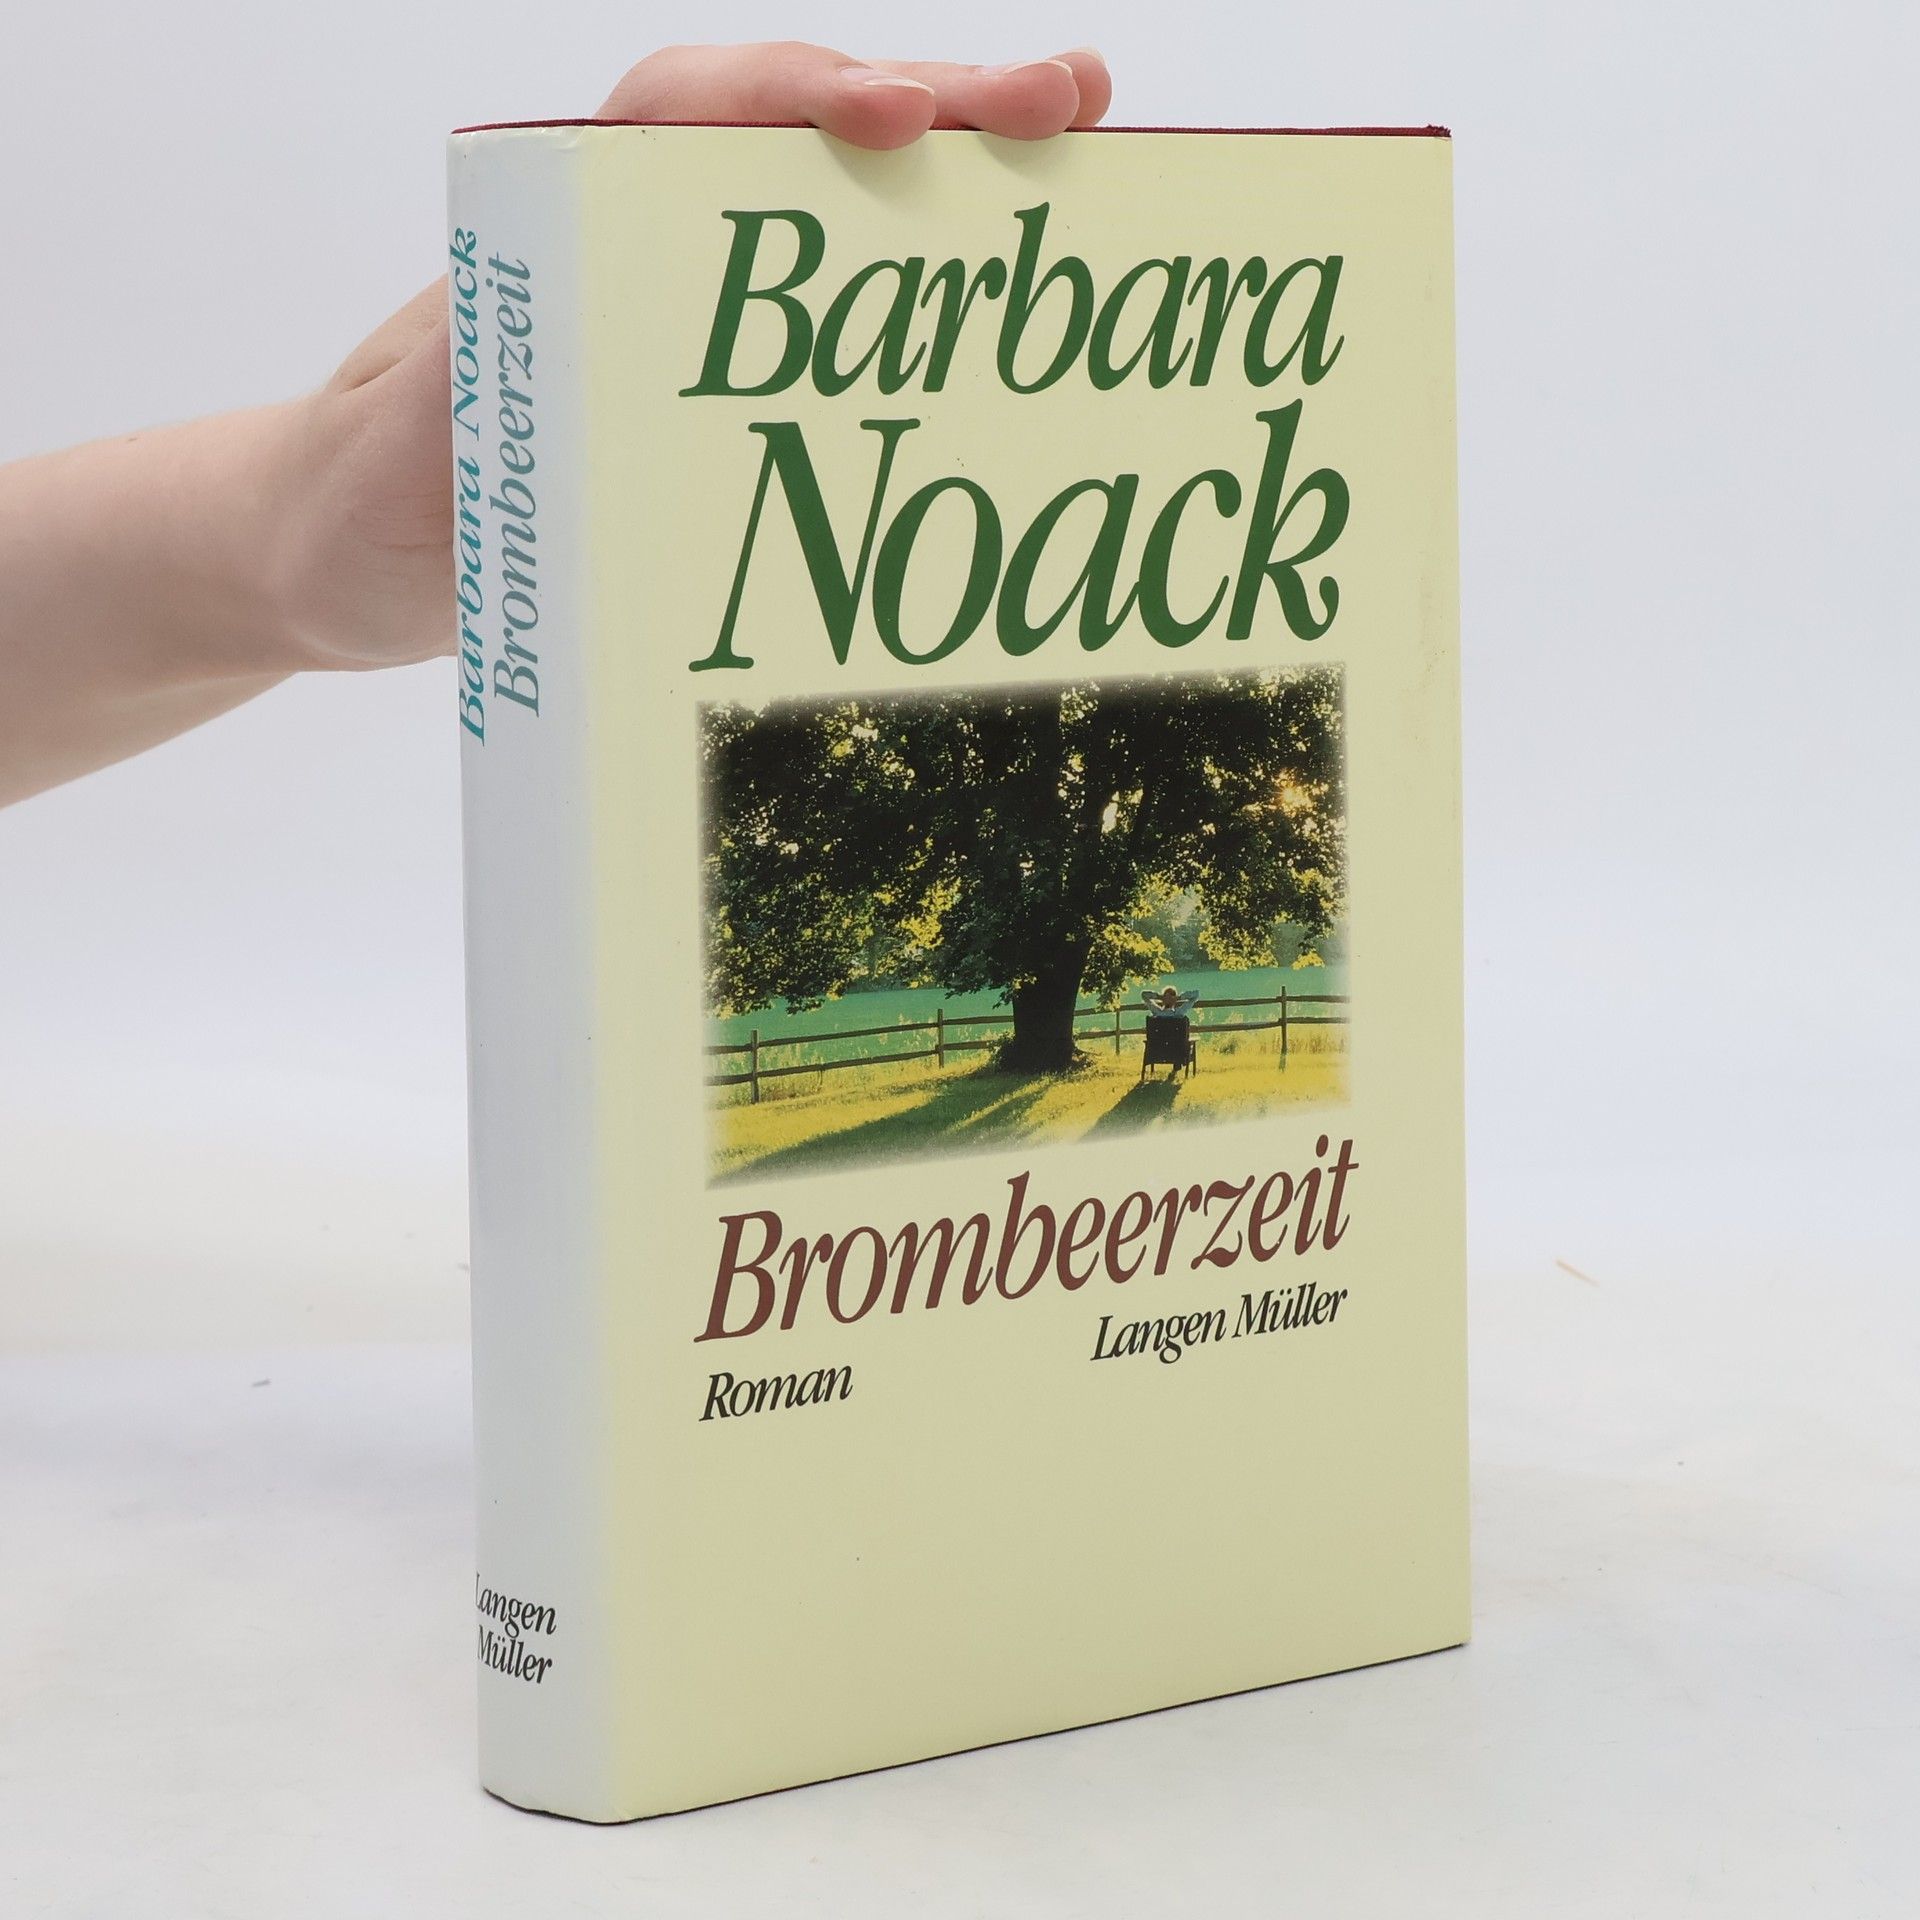 Barbara Noack
Brombeerzeit
Langen
Müller
Barbara
Noack
Brombeerzeit
Langen Müller
Roman